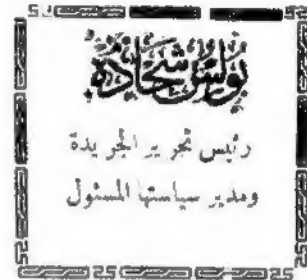 بولس شحادة
رئيس تحرير الجريدة
ومدير سياستها المسئول